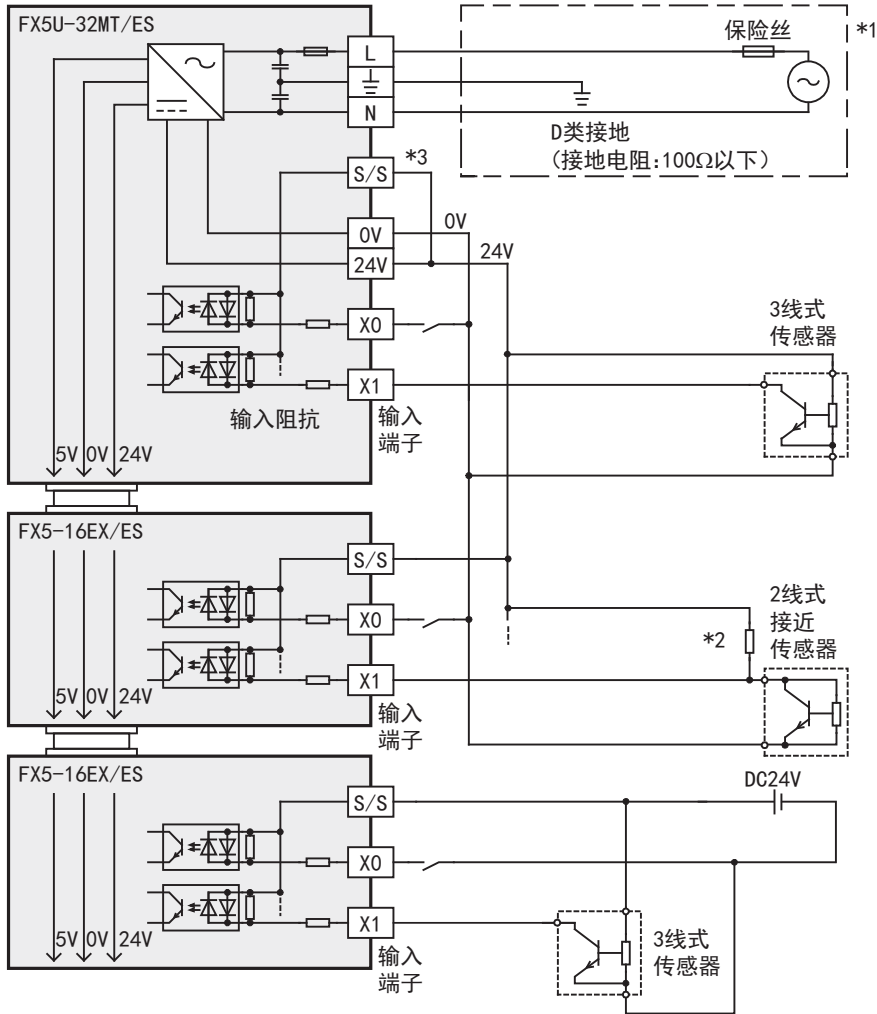 FX5U-32MT/ES
L
N
保险丝
*1
D类接地
（接地电阻:100Ω以下）
S/S
*3
0V
0V
24V
24V
X0
X1
3线式
传感器
输入阻抗
输入
端子
5V 0V 24V
FX5-16EX/ES
S/S
X0
X1
*2
2线式
接近
传感器
5V 0V 24V
输入
端子
FX5-16EX/ES
S/S
DC24V
X0
X1
3线式
传感器
5V 0V 24V
输入
端子